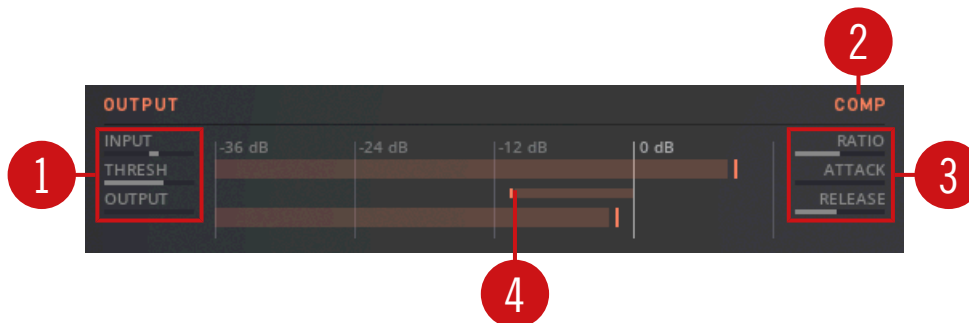 2
OUTPUT
COMP
INPUT
THRESH
OUTPUT
-36 dB
-24 dB
-12 dB
0 dB
RATIO
ATTACK
RELEASE
1
3
4